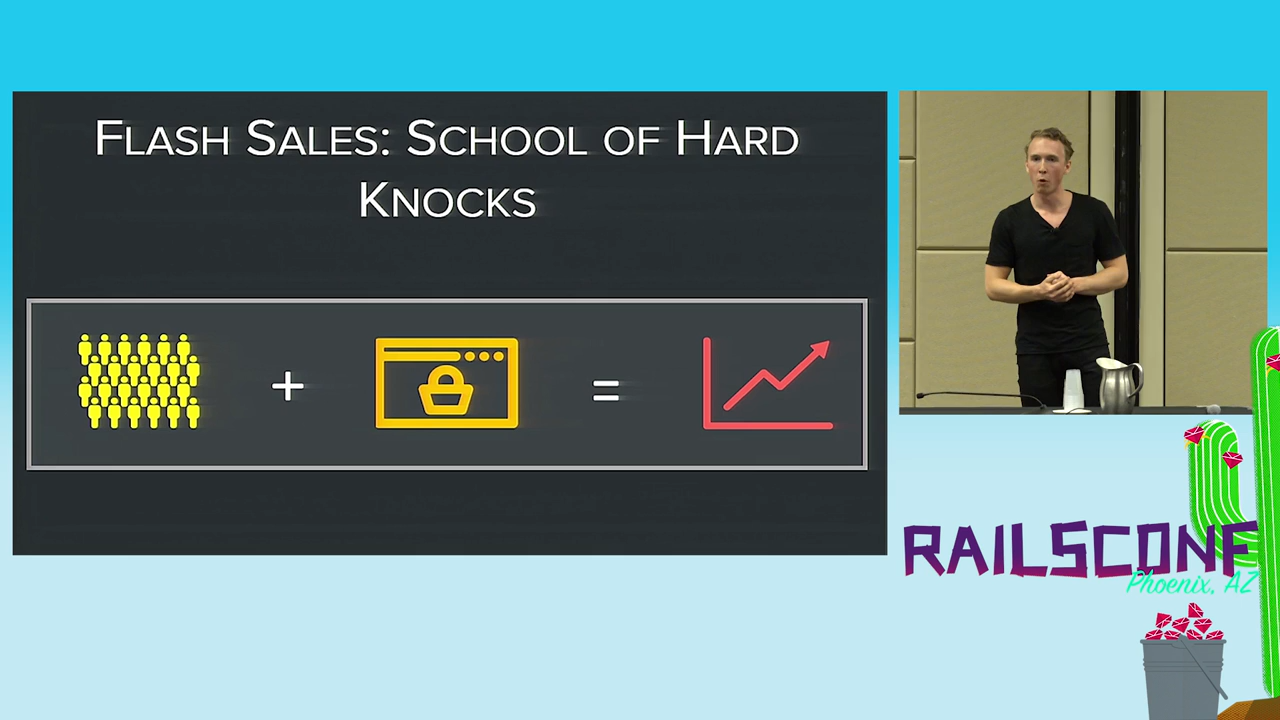 FLASH SALES: SCHOOL OF HARD
KNOCKS
+
=
RAILSCONF
Phoenix, AZ